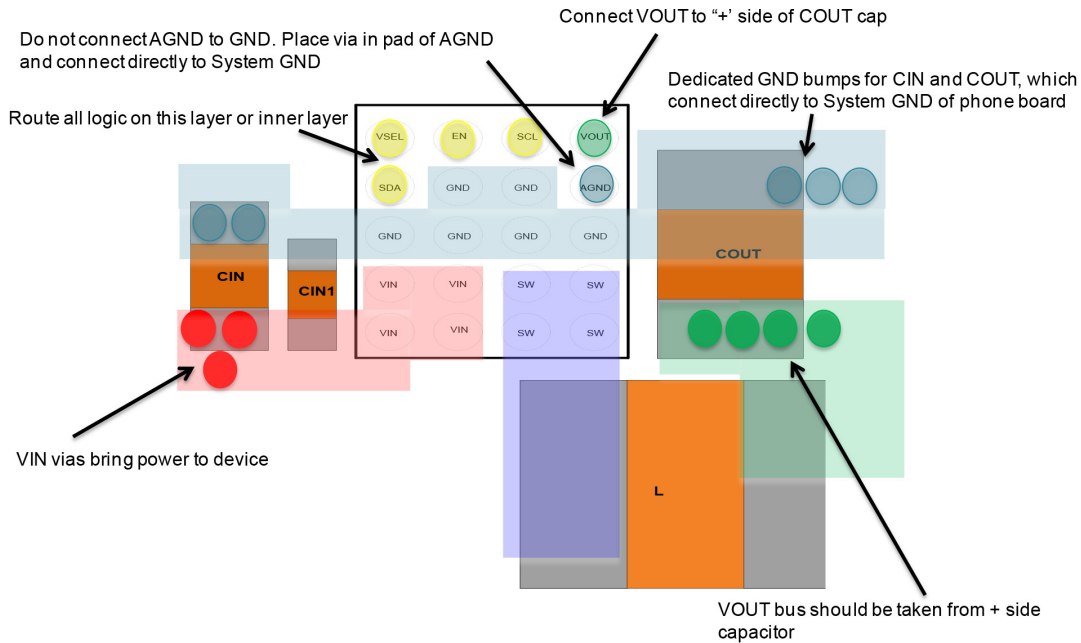 Connect VOUT to “+’ side of COUT cap
Do not connect AGND to GND. Place via in pad of AGND
and connect directly to System GND
Dedicated GND bumps for CIN and COUT, which
connect directly to System GND of phone board
Route all logic on this layer or inner layer
VSEL EN SCL VOUT
SDA GND GND AGND
GND GND GND GND
COUT
CIN
CIN1
VIN VIN SW SW
VIN VIN SW SW
VIN vias bring power to device
L
VOUT bus should be taken from + side
capacitor